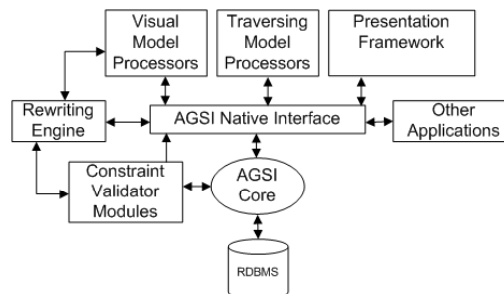 Visual
Model
Processors
Traversing
Model
Processors
Presentation
Framework
Rewriting
Engine
AGSI Native Interface
Other
Applications
Constraint
Validator
Modules
AGSI
Core
RDBMS